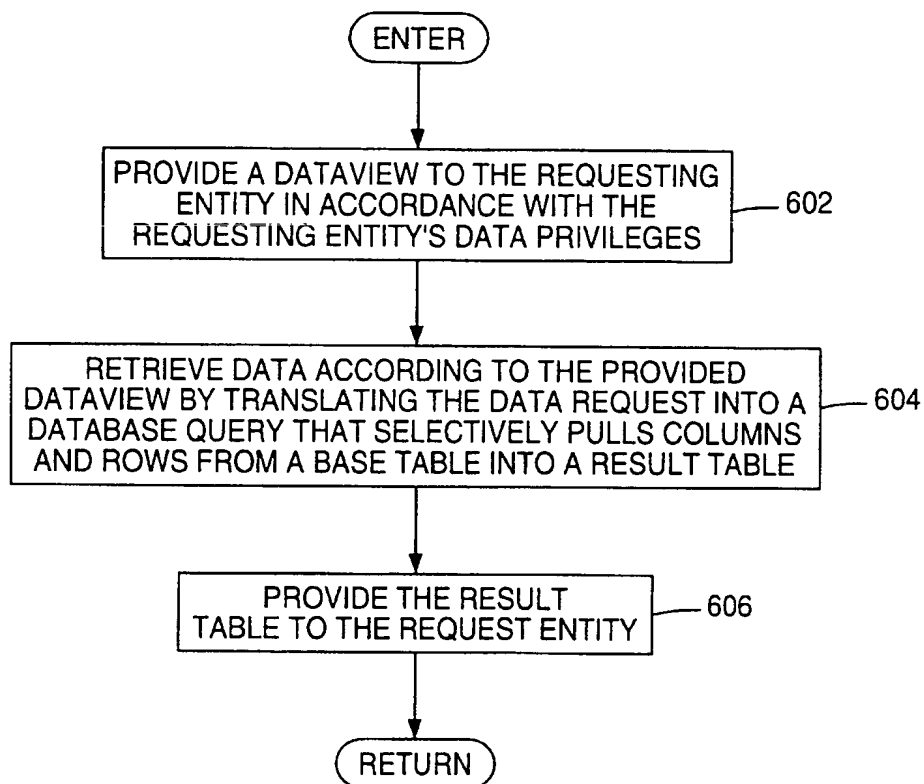 ENTER
PROVIDE A DATAVIEW TO THE REQUESTING
ENTITY IN ACCORDANCE WITH THE
REQUESTING ENTITY'S DATA PRIVILEGES
602
RETRIEVE DATA ACCORDING TO THE PROVIDED
DATAVIEW BY TRANSLATING THE DATA REQUEST INTO A
DATABASE QUERY THAT SELECTIVELY PULLS COLUMNS
AND ROWS FROM A BASE TABLE INTO A RESULT TABLE
604
PROVIDE THE RESULT
TABLE TO THE REQUEST ENTITY
606
RETURN